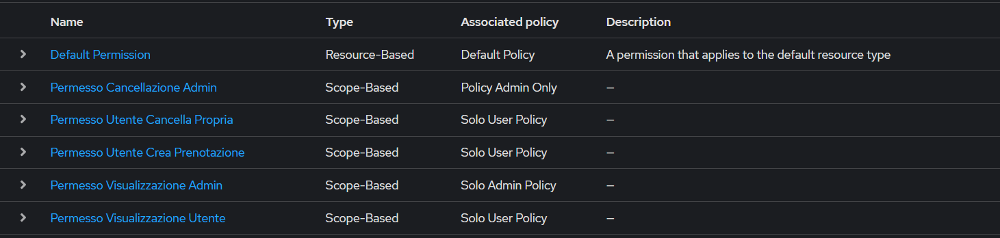 Name Type Associated policy Description
Default Permission Resource-Based Default Policy A permission that applies to the default resource type
Permesso Cancellazione Admin Scope-Based Policy Admin Only –
Permesso Utente Cancella Propria Scope-Based Solo User Policy –
Permesso Utente Crea Prenotazione Scope-Based Solo User Policy –
Permesso Visualizzazione Admin Scope-Based Solo Admin Policy –
Permesso Visualizzazione Utente Scope-Based Solo User Policy –